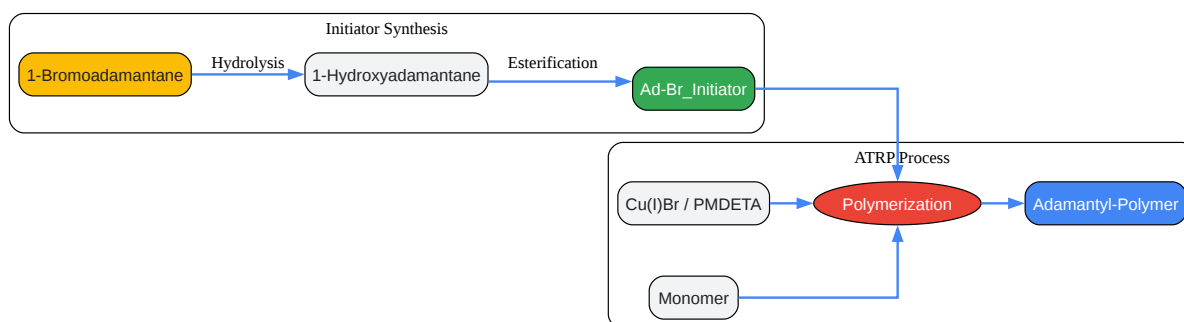 Initiator Synthesis
1-Bromoadamantane
Hydrolysis
1-Hydroxyadamantane
Esterification
Ad-Br_Initiator
ATRP Process
Cu(I)Br / PMDETA
Polymerization
Adamantyl-Polymer
Monomer